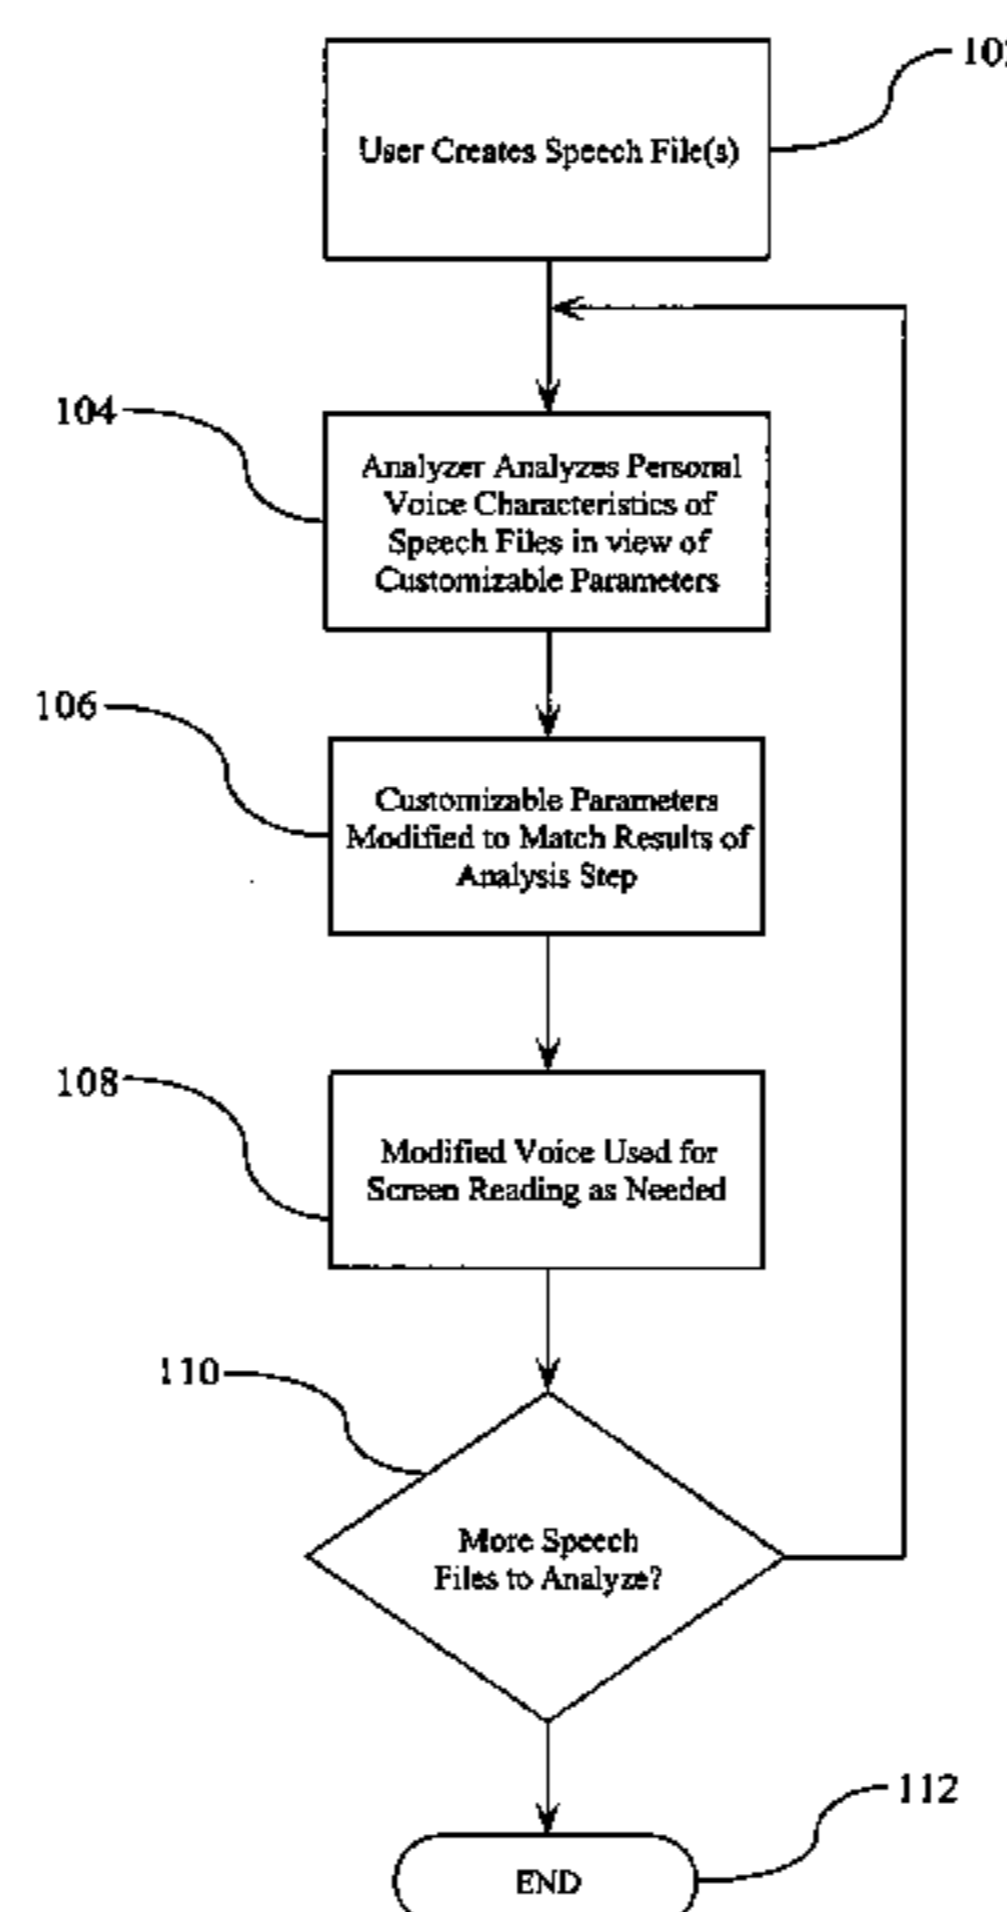 User Creates Speech File(s)
104
Analyzer Analyzes Personal
Voice Characteristics of
Speech Files in view of
Customizable Parameters
106
Customizable Parameters
Modified to Match Results of
Analysis Step
108
Modified Voice Used for
Screen Reading as Needed
110
More Speech
Files to Analyze?
112
END